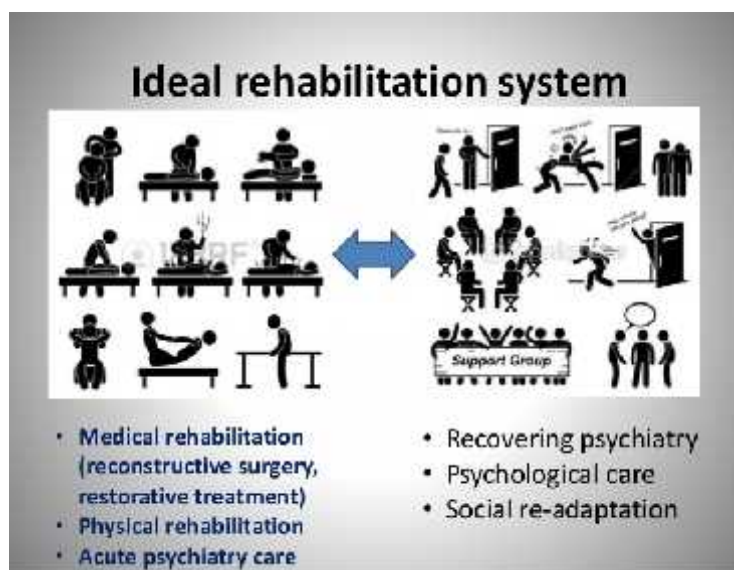 Ideal rehabilitation system
Support Group
• Medical rehabilitation
(reconstructive surgery,
restorative treatment)
• Physical rehabilitation
• Acute psychiatry care
• Recovering psychiatry
• Psychological care
• Social re-adaptation